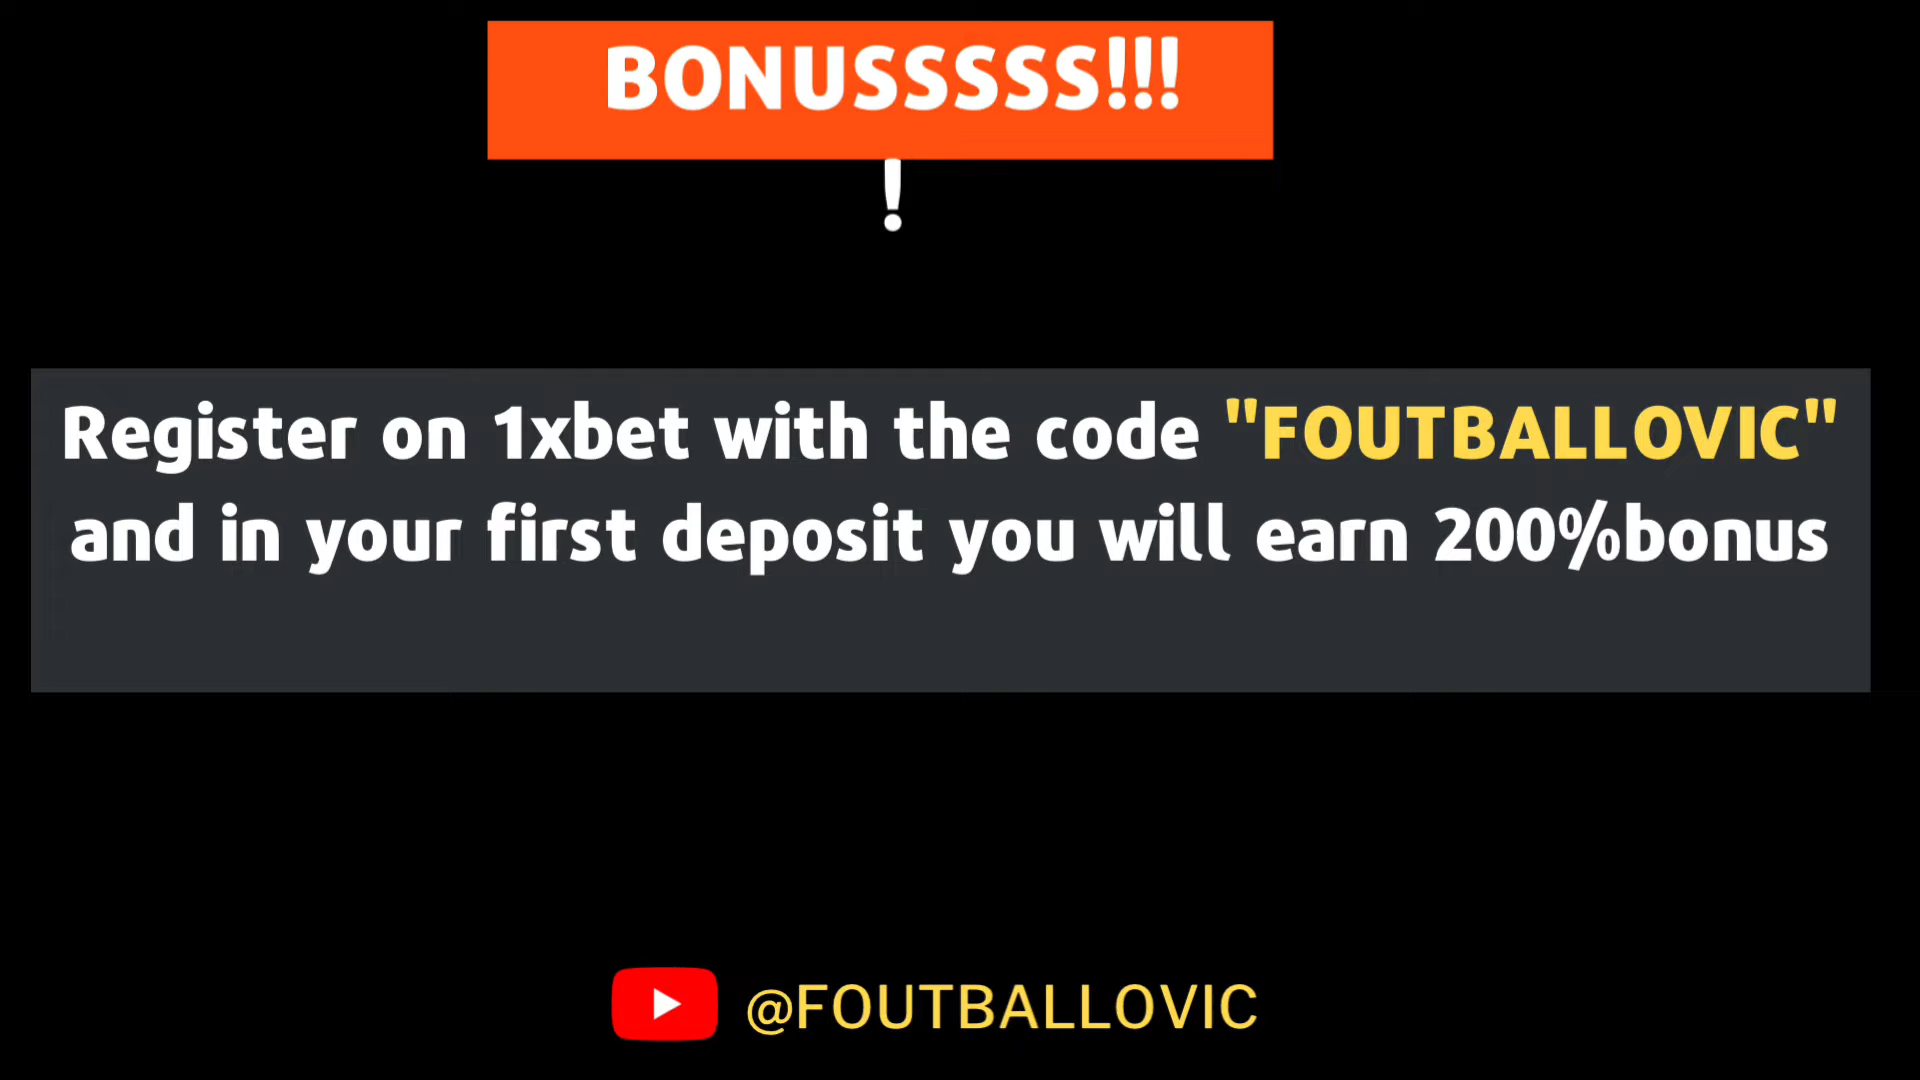 BONUSSSSS!!!
!
Register on 1xbet with the code "FOUTBALLOVIC"
and in your first deposit you will earn 200%bonus
@FOUTBALLOVIC